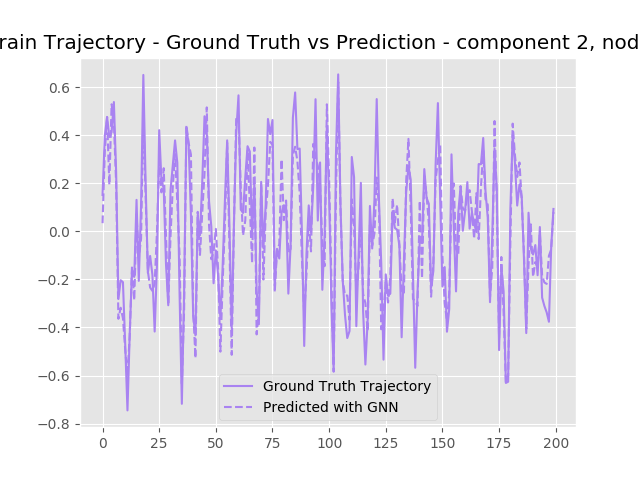 rain Trajectory - Ground Truth vs Prediction - component 2, nod
0.6
0.4
0.2
0.0
−0.2
−0.4
−0.6
−0.8
0 25 50 75 100 125 150 175 200
Ground Truth Trajectory
Predicted with GNN